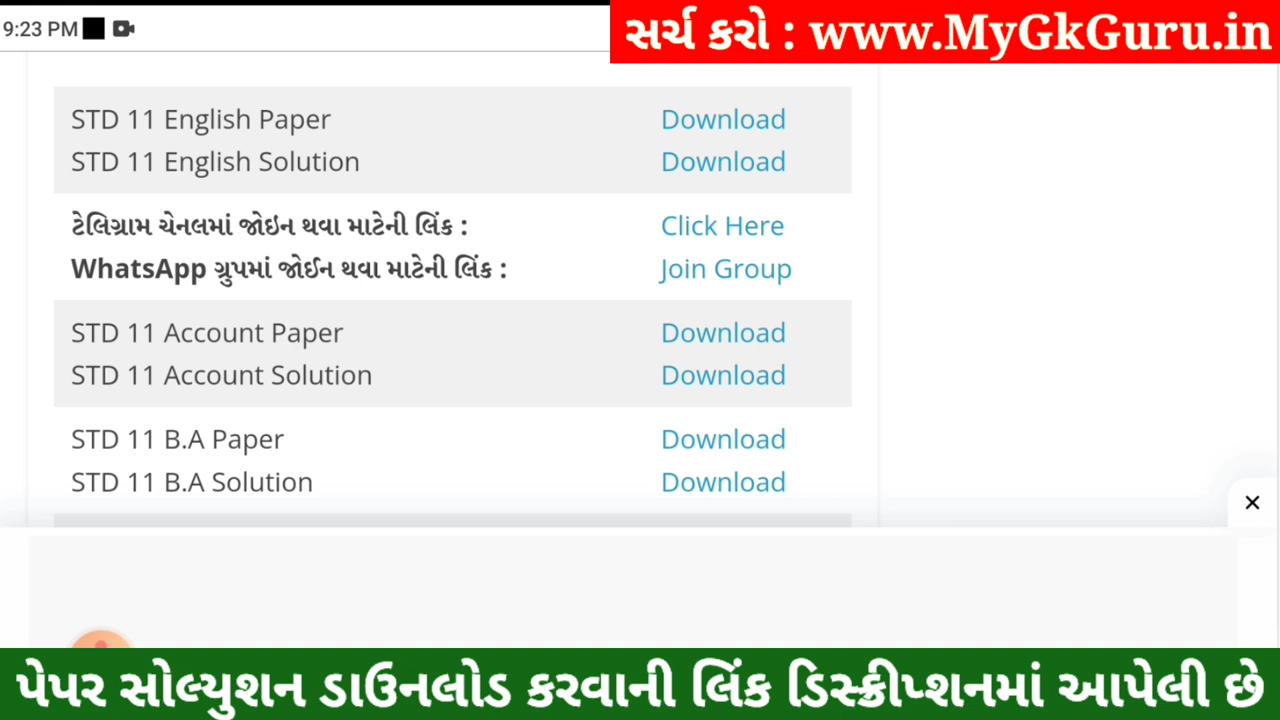 9:23 PM
સર્ચ કરો : www.MyGkGuru.in
STD 11 English Paper Download
STD 11 English Solution Download
ટેલિગ્રામ ચેનલમાં જોઇન થવા માટેની લિંક : Click Here
WhatsApp ગ્રુપમાં જોઈન થવા માટેની લિંક : Join Group
STD 11 Account Paper Download
STD 11 Account Solution Download
STD 11 B.A Paper Download
STD 11 B.A Solution Download
પેપર સોલ્યુશન ડાઉનલોડ કરવાની લિંક ડિસ્ક્રીપ્શનમાં આપેલી છે